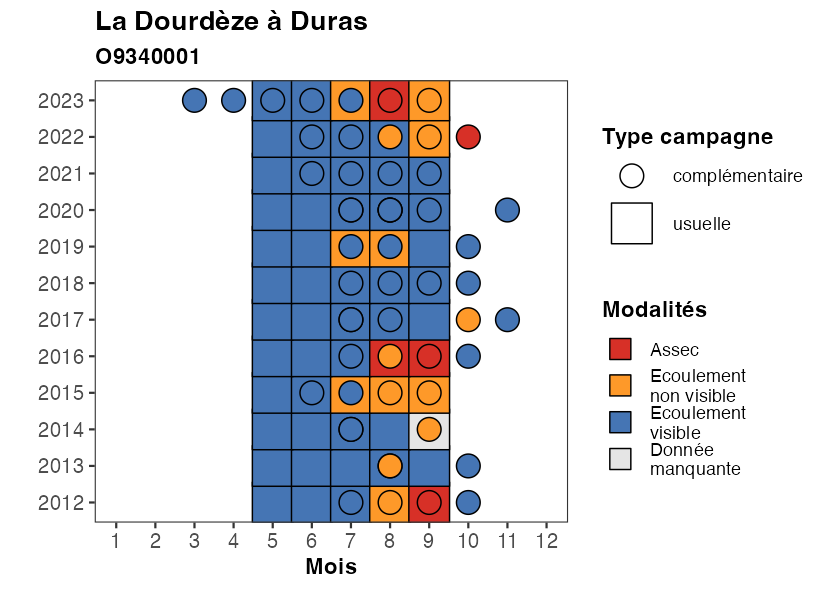 La Dourdèze à Duras
O9340001
2023
2022
2021
2020
2019
2018
2017
2016
2015
2014
2013
2012
1 2 3 4 5 6 7 8 9 10 11 12
Mois
Type campagne
complémentaire
usuelle
Modalités
Assec
Ecoulement
non visible
Ecoulement
visible
Donnée
manquante